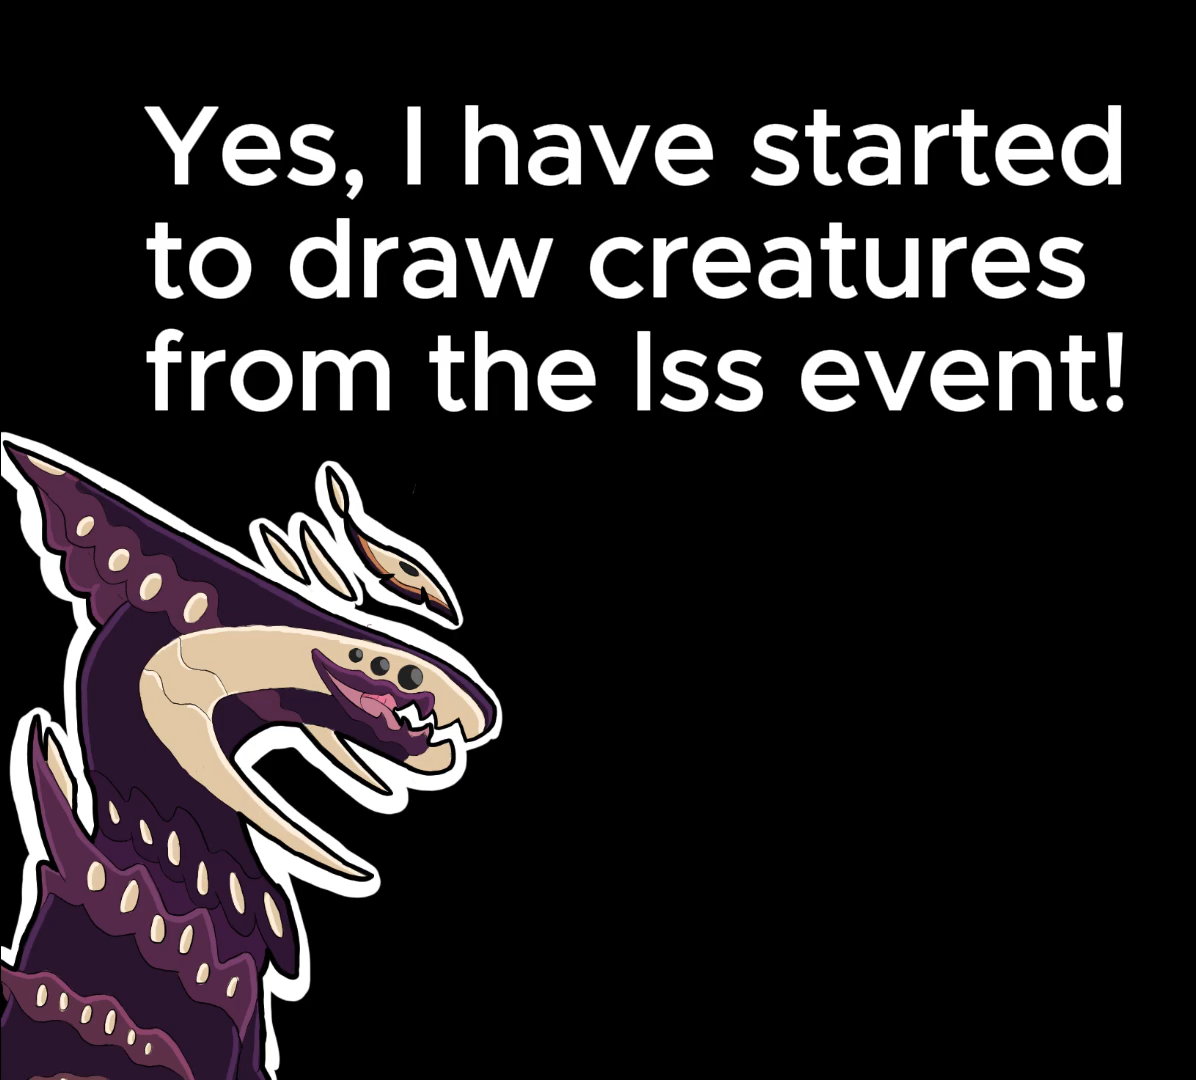 Yes, I have started
to draw creatures
from the Iss event!